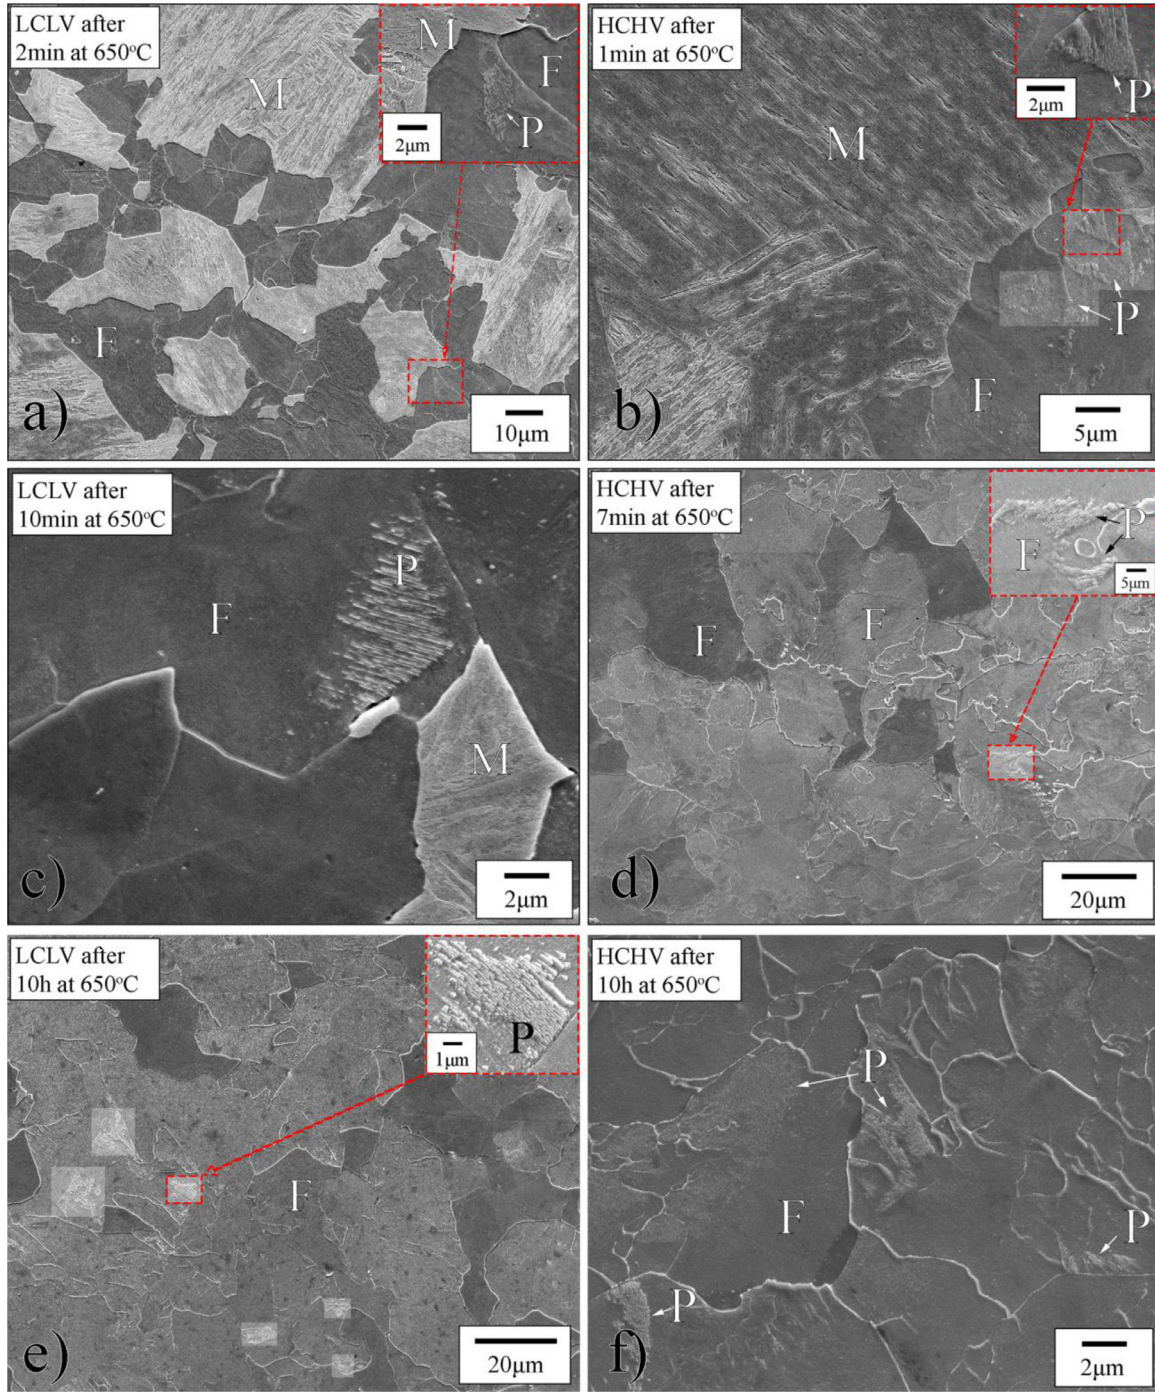 LCLV after
2min at 650°C
M
M
F
P
2μm
F
a)
10μm
HCHV after
1min at 650°C
P
2μm
M
P
F
b)
5μm
LCLV after
10min at 650°C
P
F
M
c)
2μm
HCHV after
7min at 650°C
P
F
5μm
F
F
d)
20μm
LCLV after
10h at 650°C
P
1μm
F
e)
20μm
HCHV after
10h at 650°C
P
F
P
P
f)
2μm